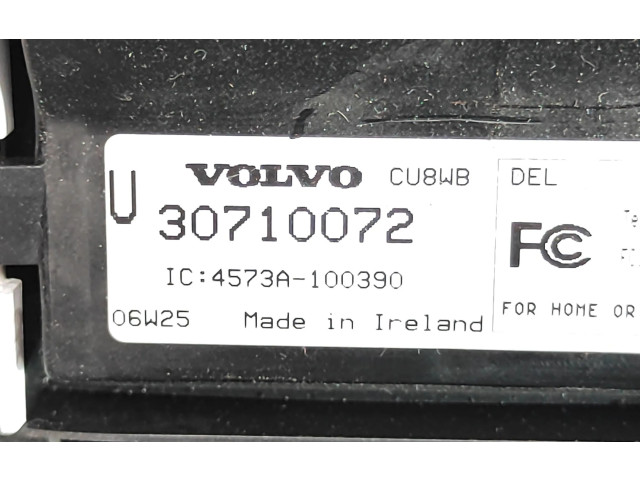 U VOLVO CU8WB
30710072
IC:4573A-100390
06W25 Made in Ireland
DEL
FC
FOR HOME OR